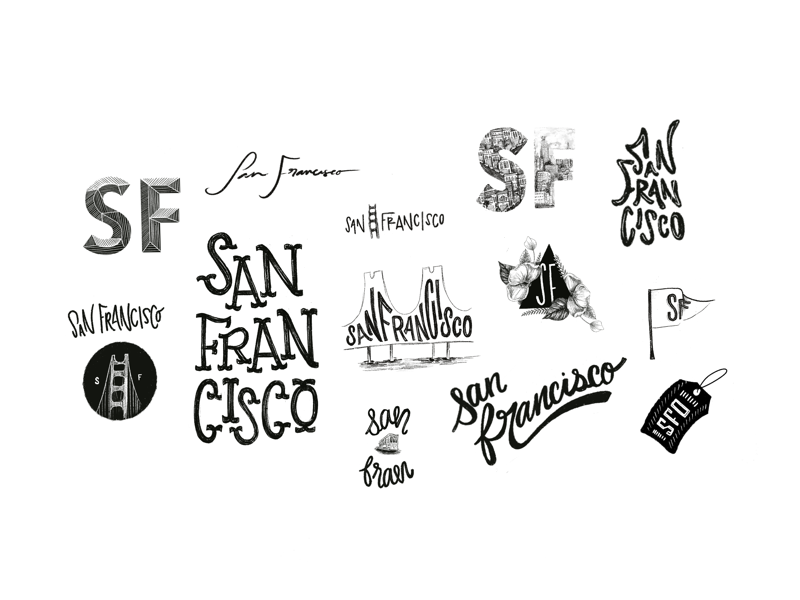 SF
San Francisco
SAN FRANCISCO
SF
SAN
FRAN
CISCO
SAN FRANCISCO
S F
SAN
FRAN
CISCO
SANFRANCISCO
SF
SF
san
fran
san
francisco
SFO